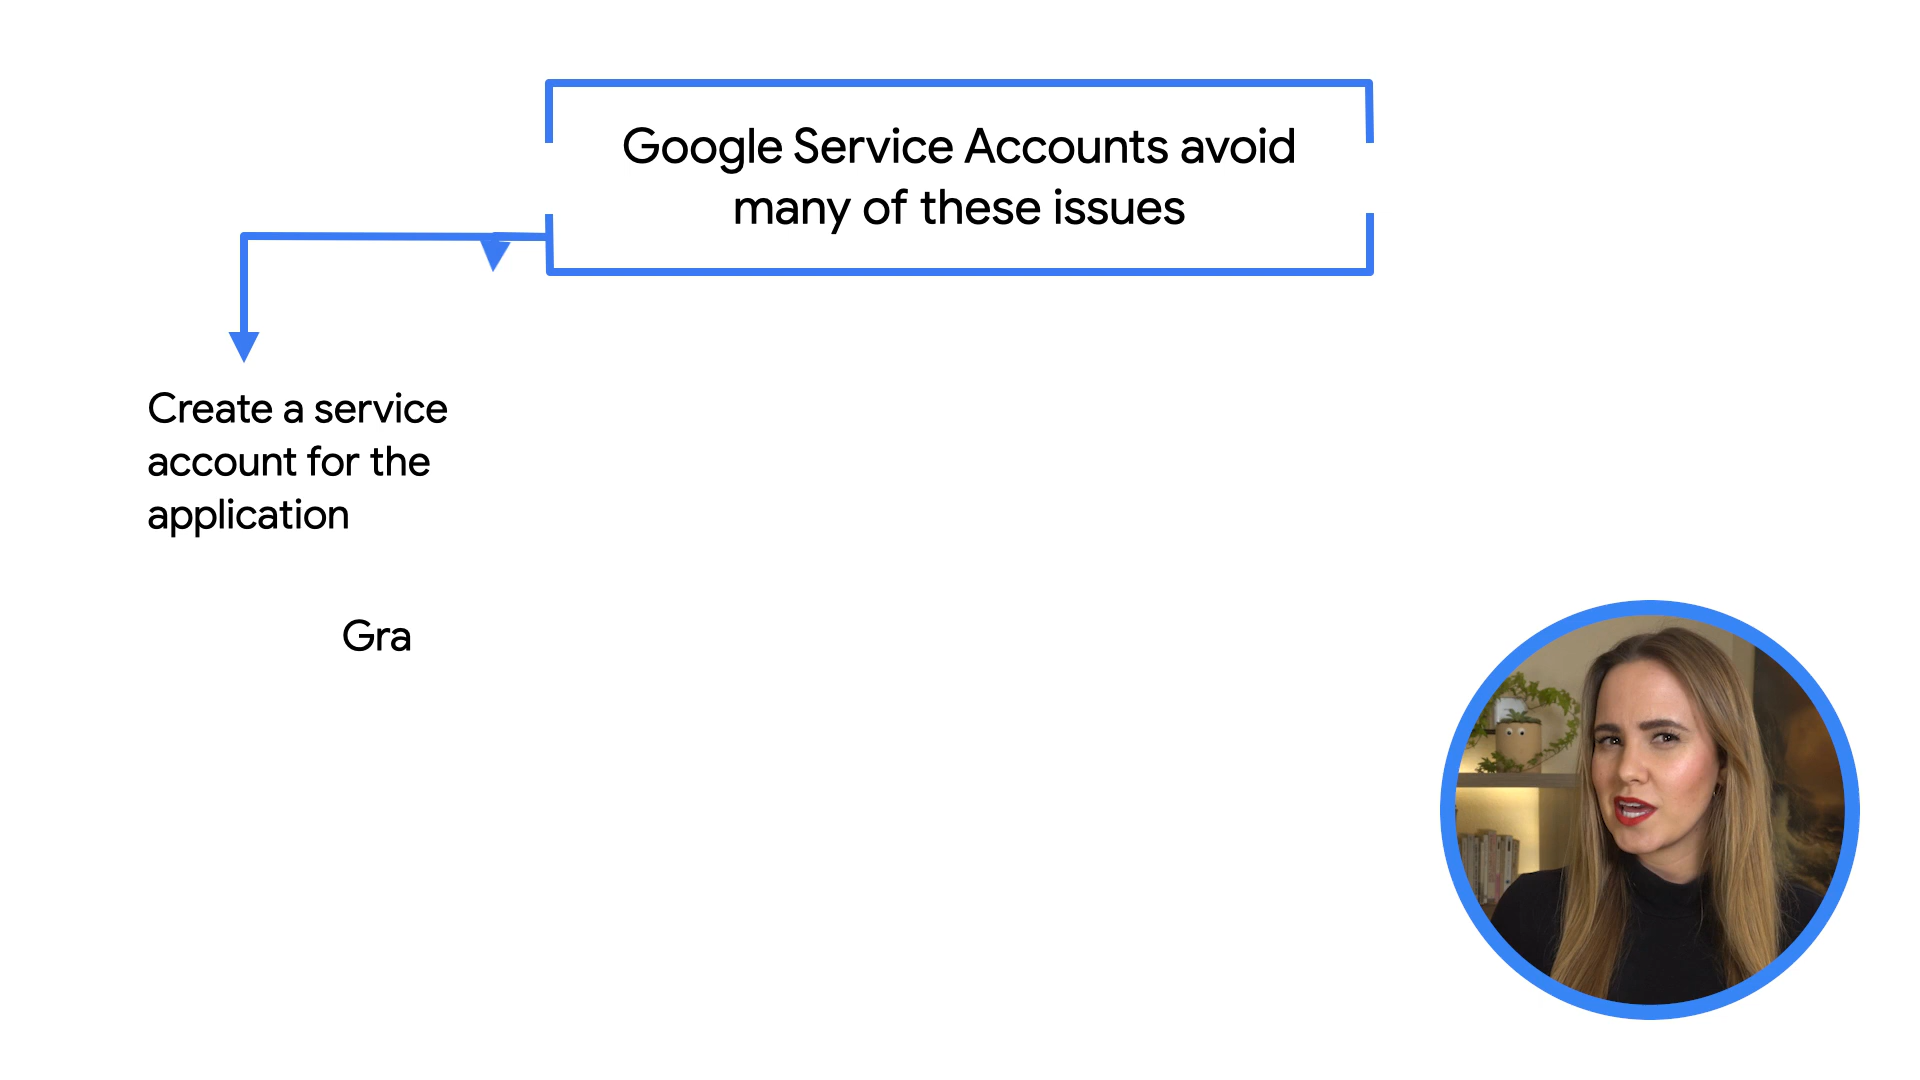 Google Service Accounts avoid
many of these issues
Create a service
account for the
application
Gra